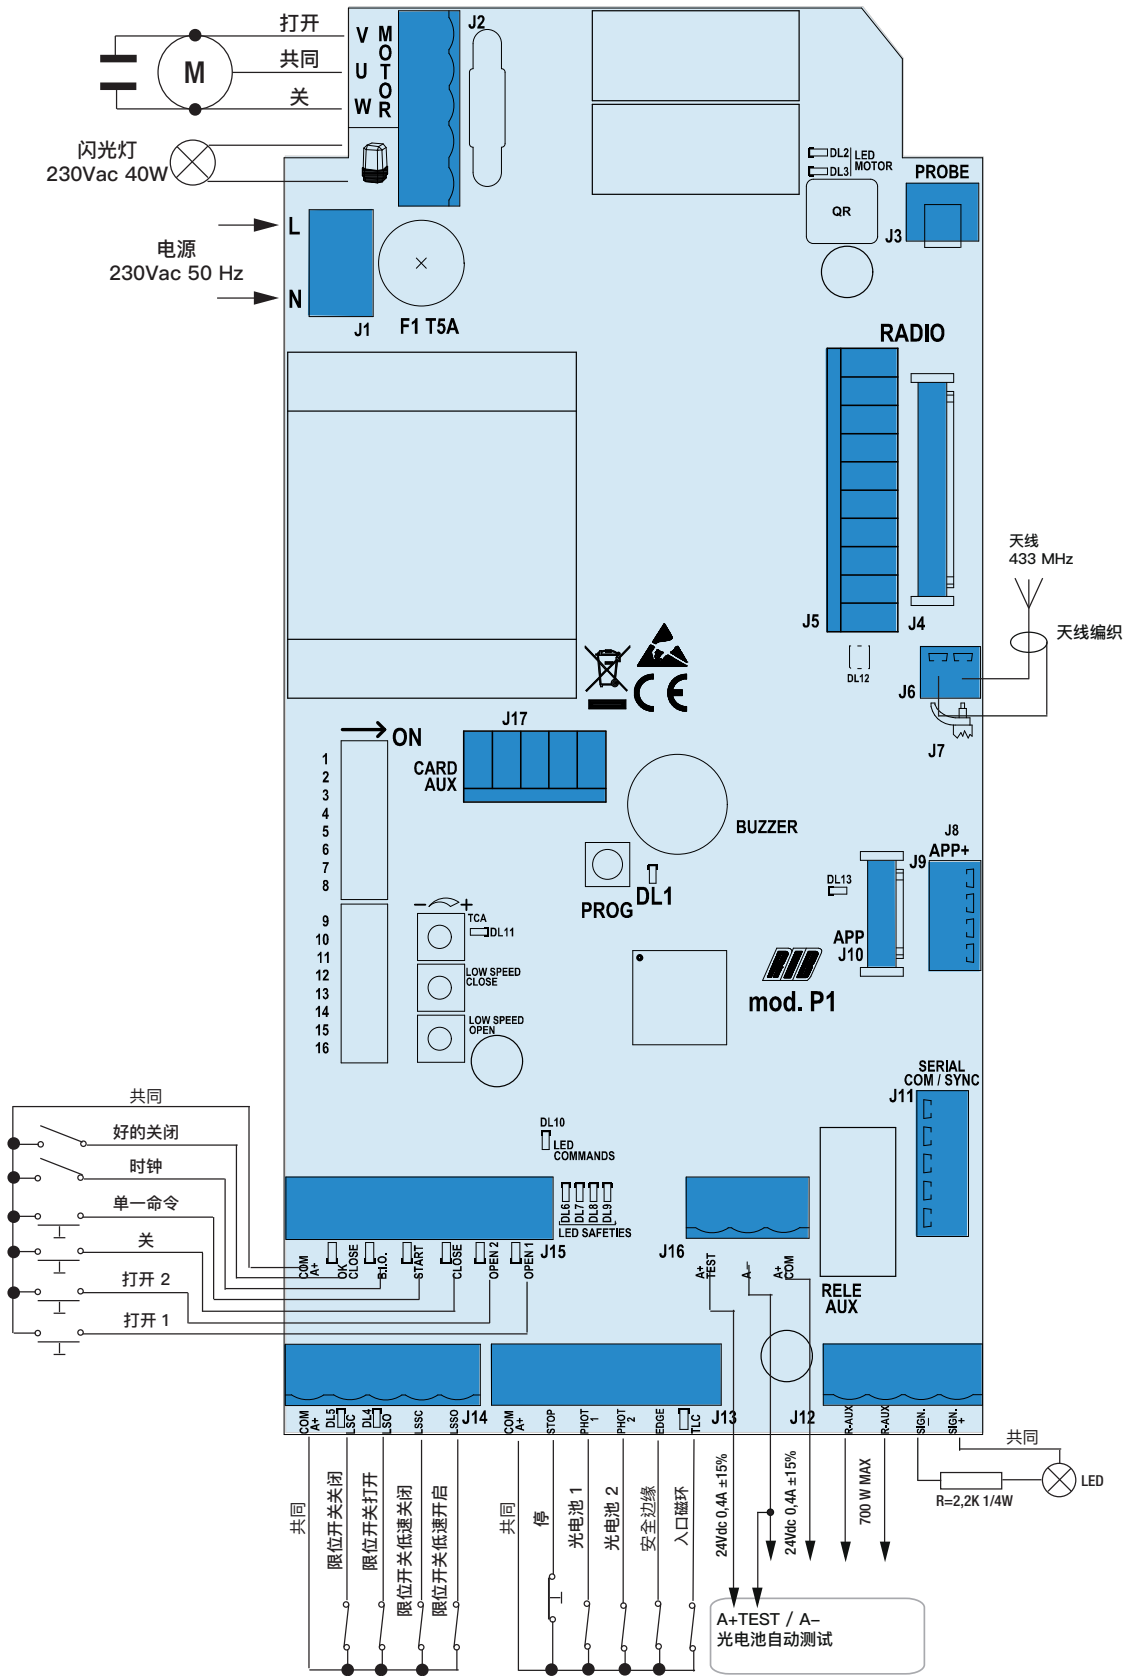 打开
V
M
O
T
O
R
J2
共同
U
M
关
W
闪光灯
230Vac 40W
DL2
DL3
LED
MOTOR
PROBE
QR
J3
L
电源
230Vac 50 Hz
N
J1
F1 T5A
RADIO
天线
433 MHz
天线编织
J5
J4
DL12
J6
J7
CE
J17
ON
CARD
AUX
1
2
3
4
5
6
7
8
BUZZER
J8
J9
APP+
DL13
DL1
PROG
9
10
11
12
13
14
15
16
− +
TCA
DL11
LOW SPEED
CLOSE
LOW SPEED
OPEN
APP
J10
mod. P1
SERIAL
COM / SYNC
J11
共同
好的关闭
时钟
单一命令
关
打开 2
打开 1
DL10
LED
COMMANDS
DL6
DL7
DL8
DL9
LED SAFETIES
J15
J16
COM
A+
OK
CLOSE
B.I.O.
START
CLOSE
OPEN 2
OPEN 1
A+
TEST
A−
A+
COM
RELE
AUX
J14
J13
J12
COM
A+
DL5
LSC
DL4
LSO
LSSC
LSSO
COM
A+
STOP
PHOT
1
PHOT
2
EDGE
TLC
R-AUX
R-AUX
SIGN.
−
SIGN.
+
共同
限位开关关闭
限位开关打开
限位开关低速关闭
限位开关低速开启
共同
停
光电池 1
光电池 2
安全边缘
入口磁环
24Vdc 0,4A ±15%
24Vdc 0,4A ±15%
700 W MAX
共同
LED
R=2,2K 1/4W
A+TEST / A−
光电池自动测试